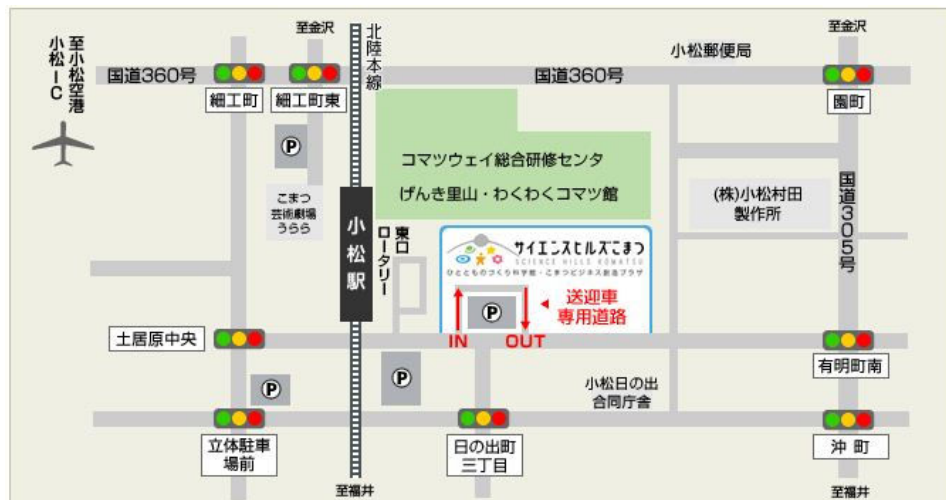 至小松空港
小松IC
至金沢
北陸本線
至金沢
小松郵便局
国道360号
国道360号
細工町
細工町東
園町
P
コマツウェイ総合研修センタ
げんき里山・わくわくコマツ館
こまつ
芸術劇場
うらら
(株)小松村田
製作所
国道305号
小松駅
東口
ロータリー
サイエンスヒルズこまつ
SCIENCE HILLS KOMATSU
ひとものづくり科学館・こまつビジネス創造プラザ
P
送迎車
専用道路
IN
OUT
土居原中央
有明町南
P
P
小松日の出
合同庁舎
立体駐車
場前
日の出町
三丁目
沖町
至福井
至福井